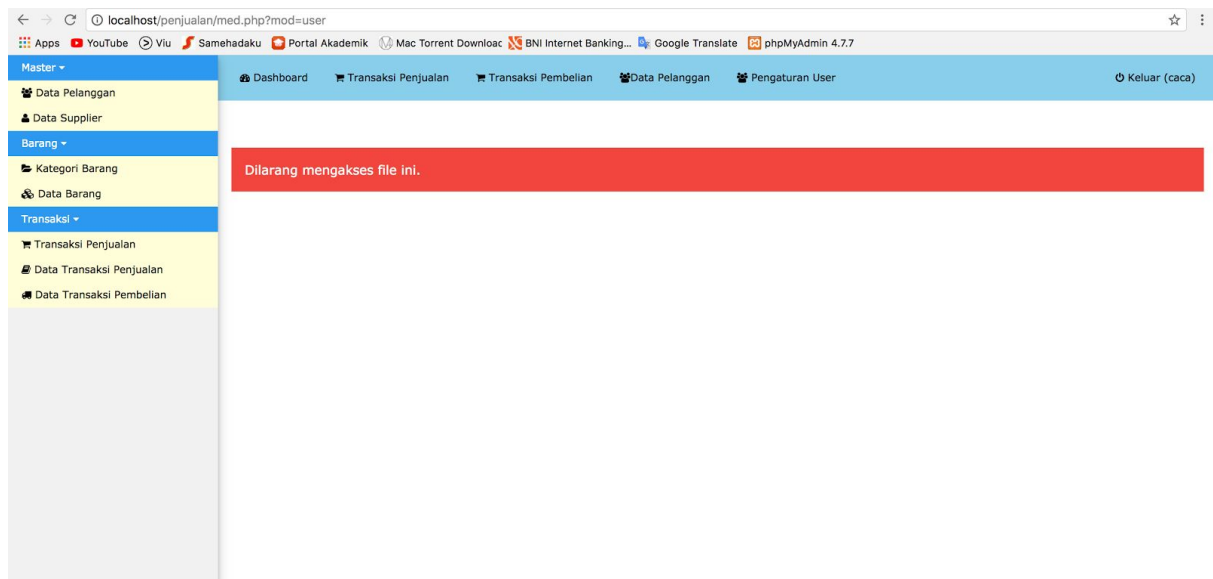 localhost/penjualan/med.php?mod=user
Apps YouTube Viu Samehadaku Portal Akademik Mac Torrent Downloac BNI Internet Banking... Google Translate phpMyAdmin 4.7.7
Master
Data Pelanggan
Data Supplier
Barang
Kategori Barang
Data Barang
Transaksi
Transaksi Penjualan
Data Transaksi Penjualan
Data Transaksi Pembelian
Dashboard Transaksi Penjualan Transaksi Pembelian Data Pelanggan Pengaturan User Keluar (caca)
Dilarang mengakses file ini.